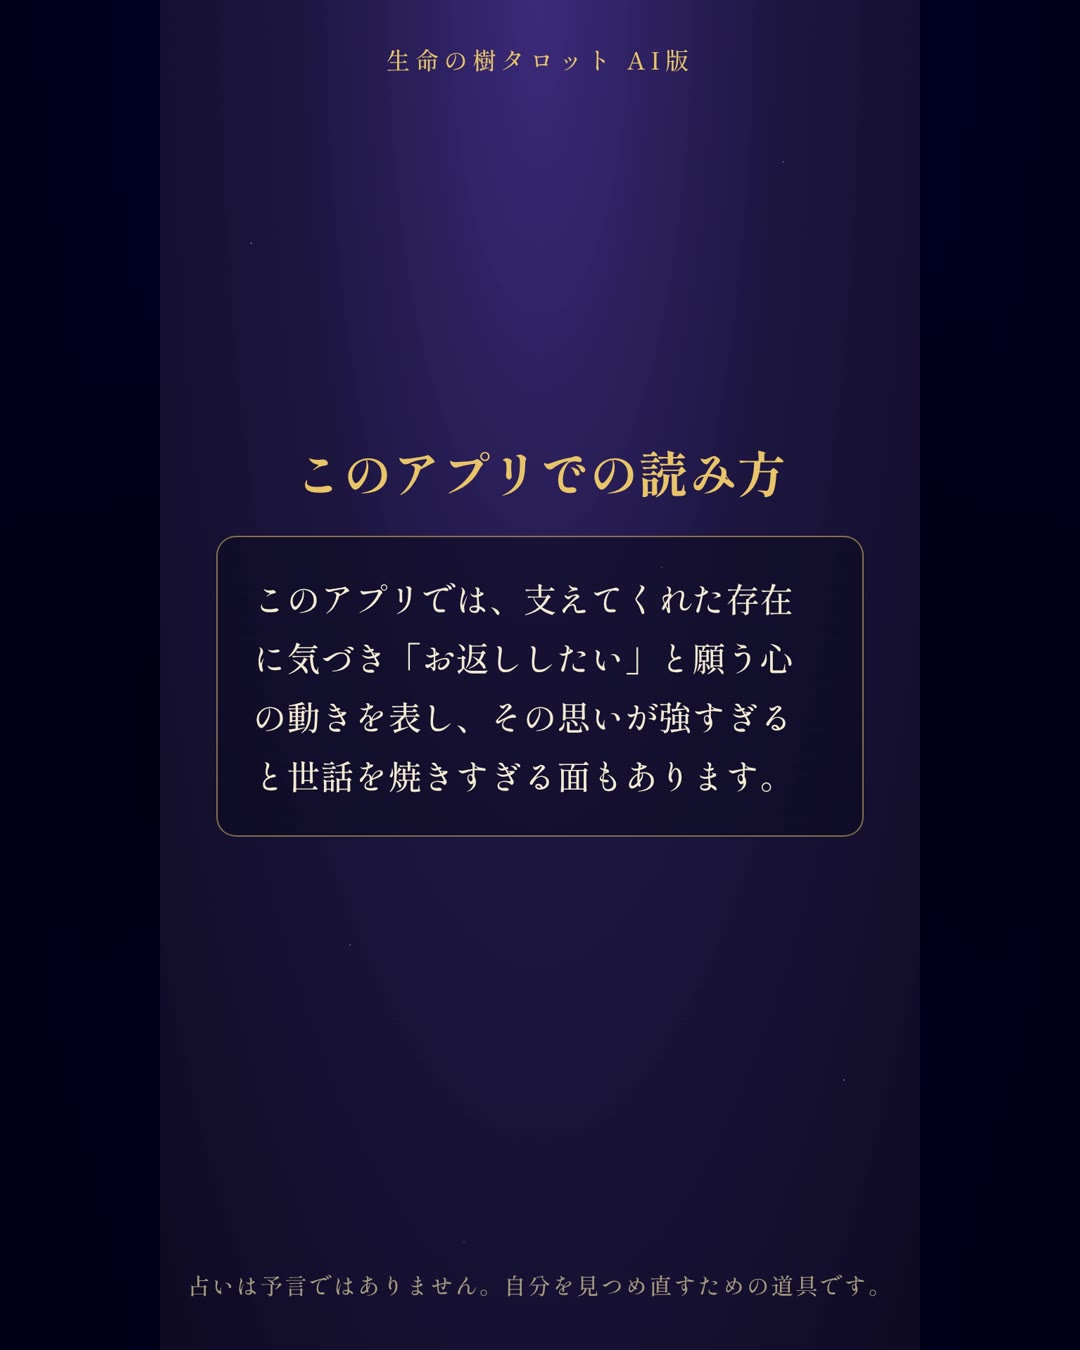 生命の樹タロット AI版
このアプリでの読み方
このアプリでは、支えてくれた存在
に気づき「お返ししたい」と願う心
の動きを表し、その思いが強すぎる
と世話を焼きすぎる面もあります。
占いは予言ではありません。自分を見つめ直すための道具です。